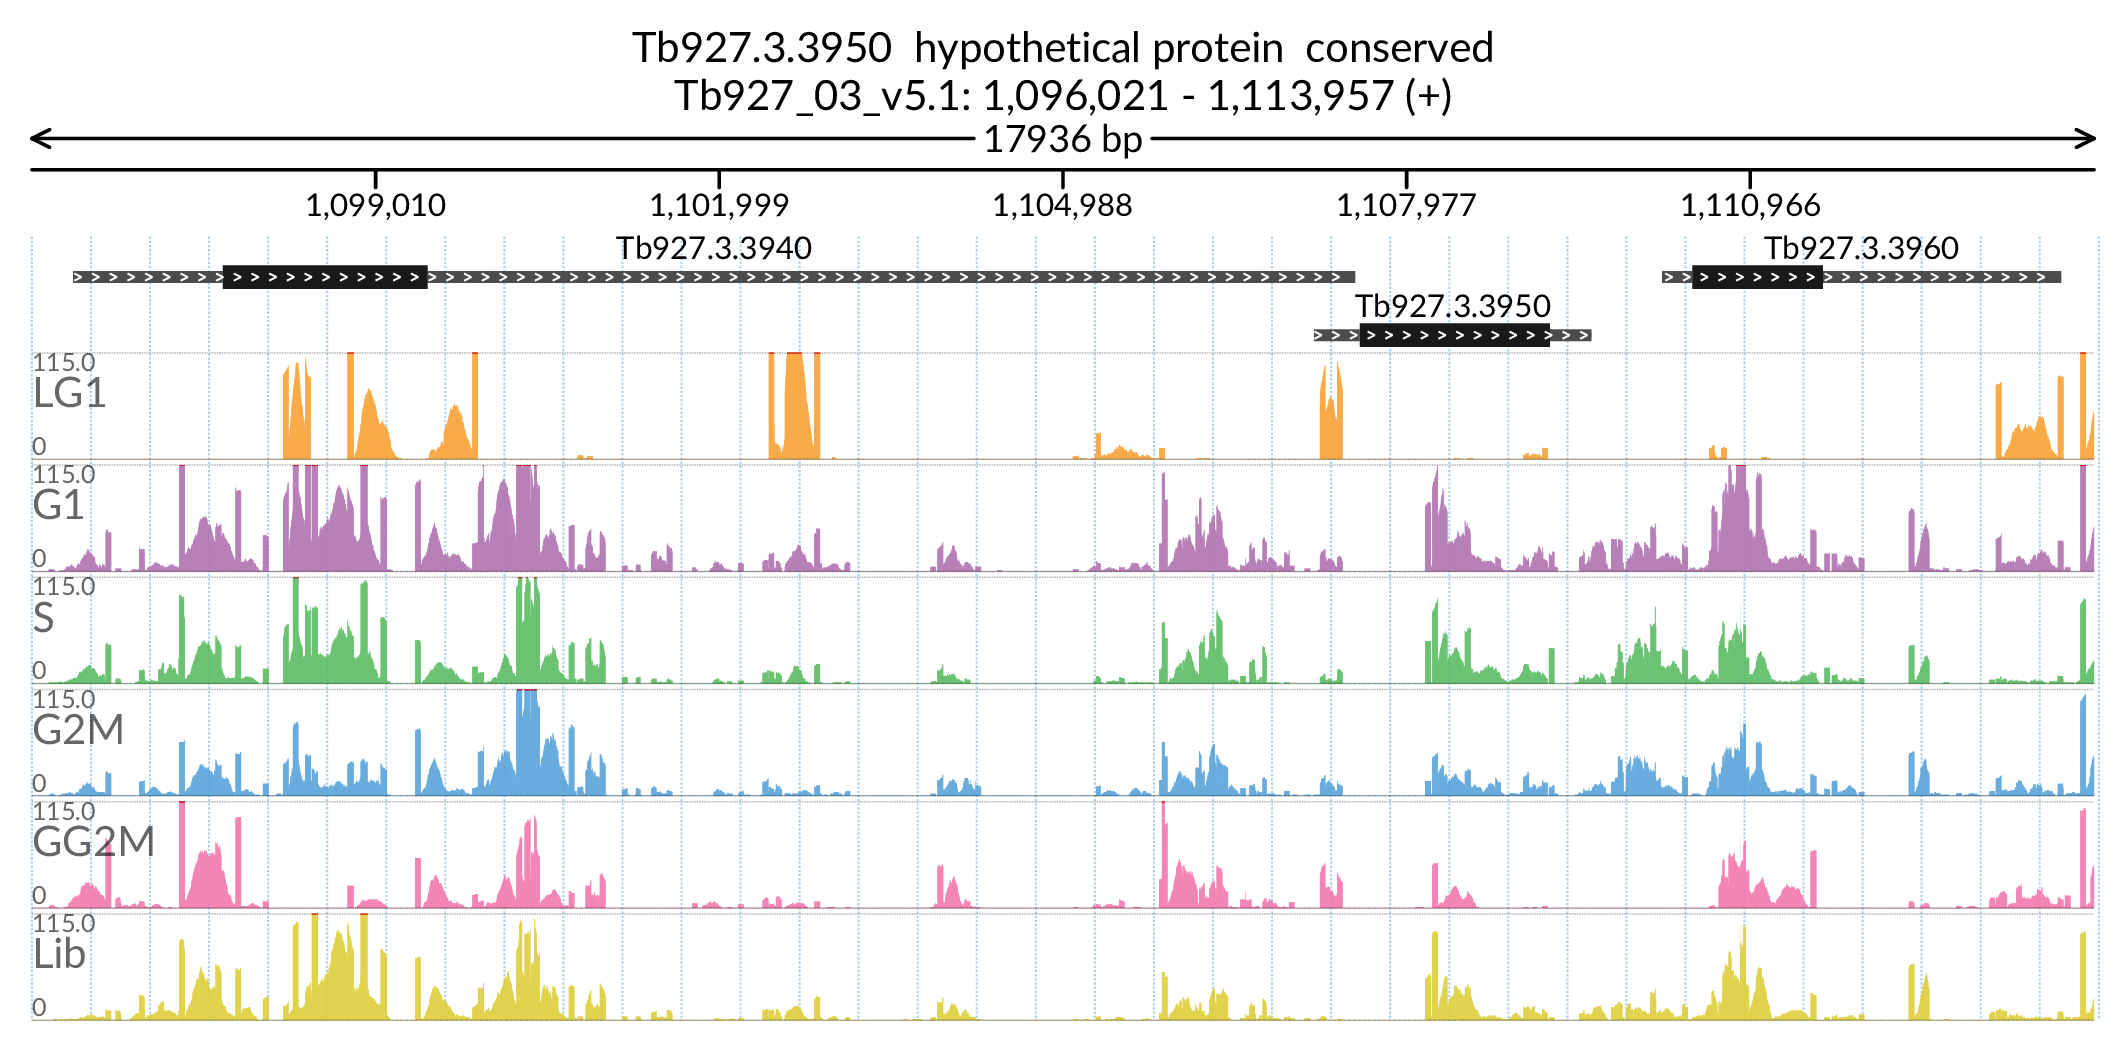 Tb927.3.3950  hypothetical protein  conserved
Tb927_03_v5.1: 1,096,021 - 1,113,957 (+)
17936 bp
1,099,010 1,101,999 1,104,988 1,107,977 1,110,966
Tb927.3.3940 Tb927.3.3960
Tb927.3.3950
115.0
LG1
0
115.0
G1
0
115.0
S
0
115.0
G2M
0
115.0
GG2M
0
115.0
Lib
0